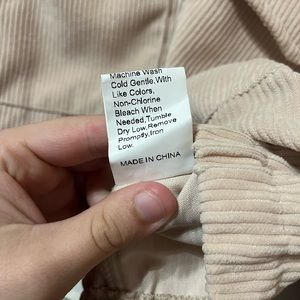 Machine Wash
Cold Gentle,With
Like Colors,
Non-Chlorine
Bleach When
Needed,Tumble
Dry Low,Remove
Promptly,Iron
Low.
MADE IN CHINA